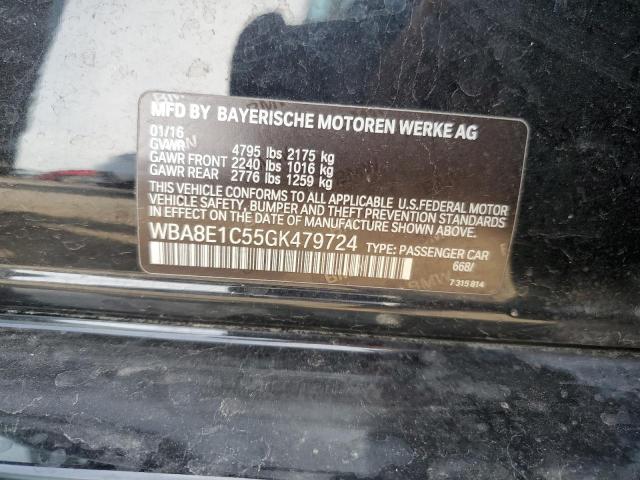 MFD BY BAYERISCHE MOTOREN WERKE AG
01/16
GVWR 4795 lbs 2175 kg
GAWR FRONT 2240 lbs 1016 kg
GAWR REAR 2776 lbs 1259 kg
THIS VEHICLE CONFORMS TO ALL APPLICABLE U.S.FEDERAL MOTOR
VEHICLE SAFETY, BUMPER AND THEFT PREVENTION STANDARDS
IN EFFECT ON THE DATE OF MANUFACTURE SHOWN ABOVE.
WBA8E1C55GK479724 TYPE: PASSENGER CAR
668/
7 315 814